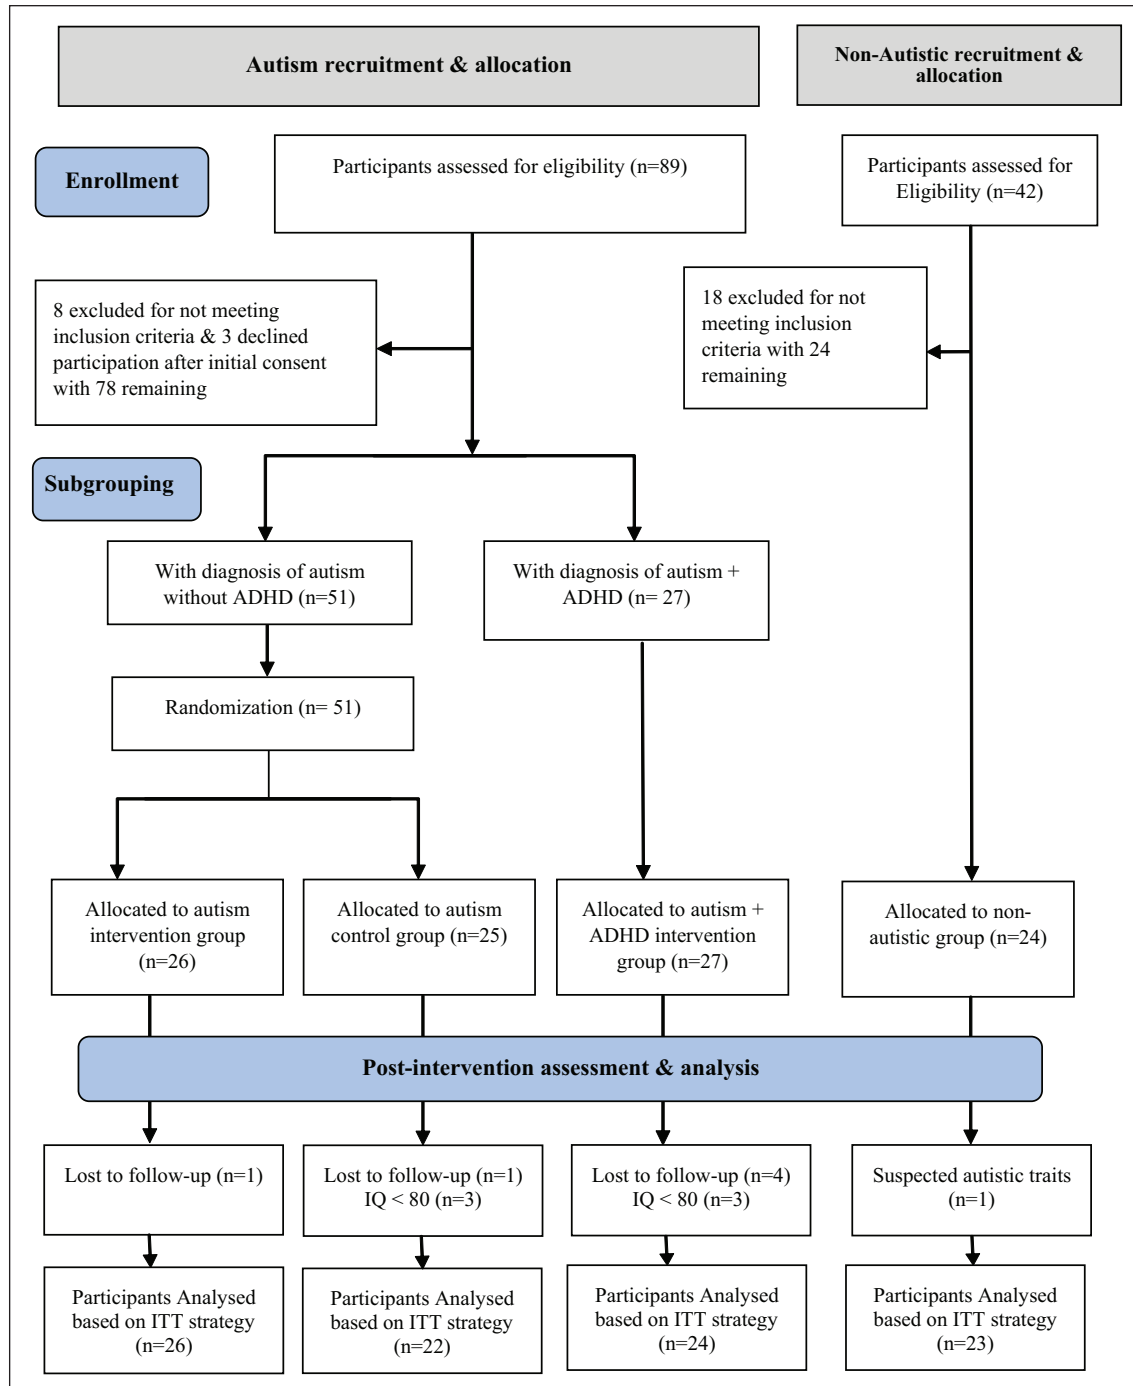 Autism recruitment & allocation
Non-Autistic recruitment &
allocation
Enrollment
Participants assessed for eligibility (n=89)
Participants assessed for
Eligibility (n=42)
8 excluded for not meeting
inclusion criteria & 3 declined
participation after initial consent
with 78 remaining
18 excluded for not
meeting inclusion
criteria with 24
remaining
Subgrouping
With diagnosis of autism
without ADHD (n=51)
With diagnosis of autism +
ADHD (n= 27)
Randomization (n= 51)
Allocated to autism
intervention group
(n=26)
Allocated to autism
control group (n=25)
Allocated to autism +
ADHD intervention
group (n=27)
Allocated to non-
autistic group (n=24)
Post-intervention assessment & analysis
Lost to follow-up (n=1)
Lost to follow-up (n=1)
IQ < 80 (n=3)
Lost to follow-up (n=4)
IQ < 80 (n=3)
Suspected autistic traits
(n=1)
Participants Analysed
based on ITT strategy
(n=26)
Participants Analysed
based on ITT strategy
(n=22)
Participants Analysed
based on ITT strategy
(n=24)
Participants Analysed
based on ITT strategy
(n=23)